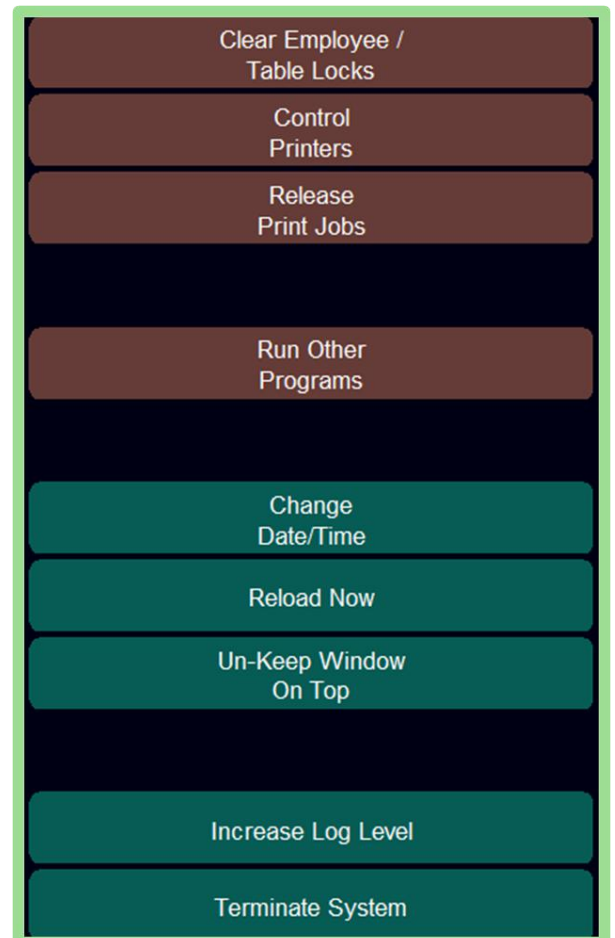 Clear Employee /
Table Locks
Control
Printers
Release
Print Jobs
Run Other
Programs
Change
Date/Time
Reload Now
Un-Keep Window
On Top
Increase Log Level
Terminate System